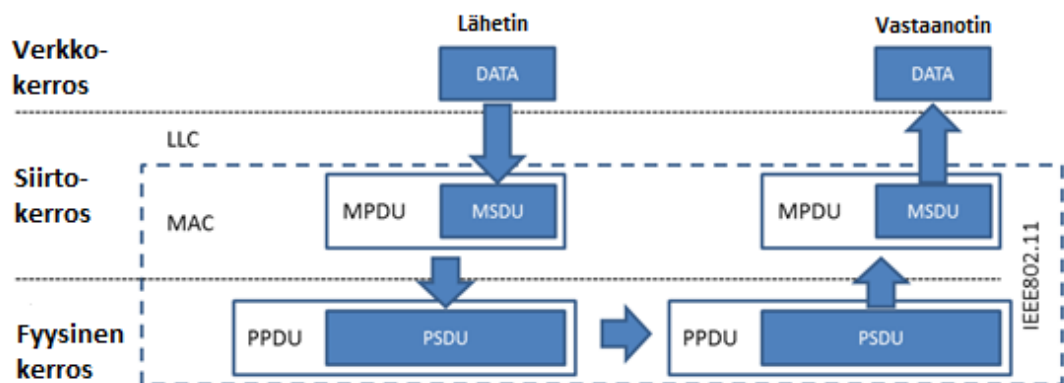 Lähetin
Vastaanotin
Verkko-
kerros
DATA
DATA
LLC
Siirto-
kerros
MAC
MPDU
MSDU
MPDU
MSDU
IEEE802.11
Fyysinen
kerros
PPDU
PSDU
PPDU
PSDU